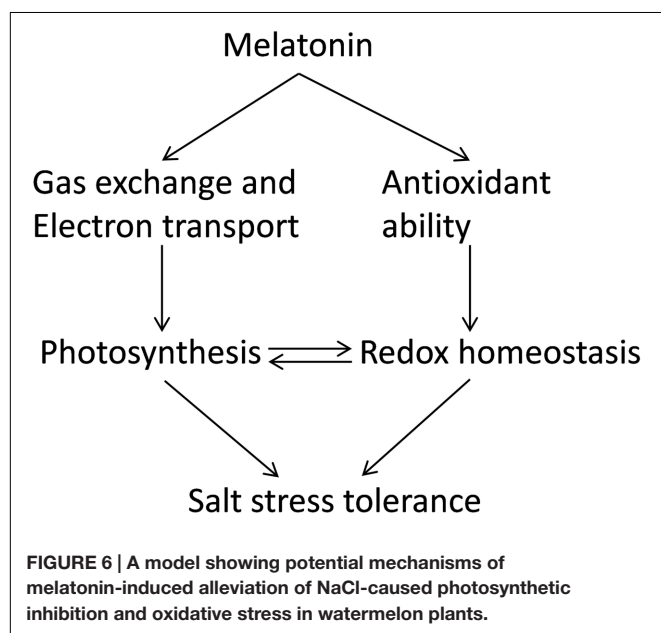 Melatonin
Gas exchange and
Electron transport
Antioxidant
ability
Photosynthesis
Redox homeostasis
Salt stress tolerance
FIGURE 6 | A model showing potential mechanisms of
melatonin-induced alleviation of NaCl-caused photosynthetic
inhibition and oxidative stress in watermelon plants.